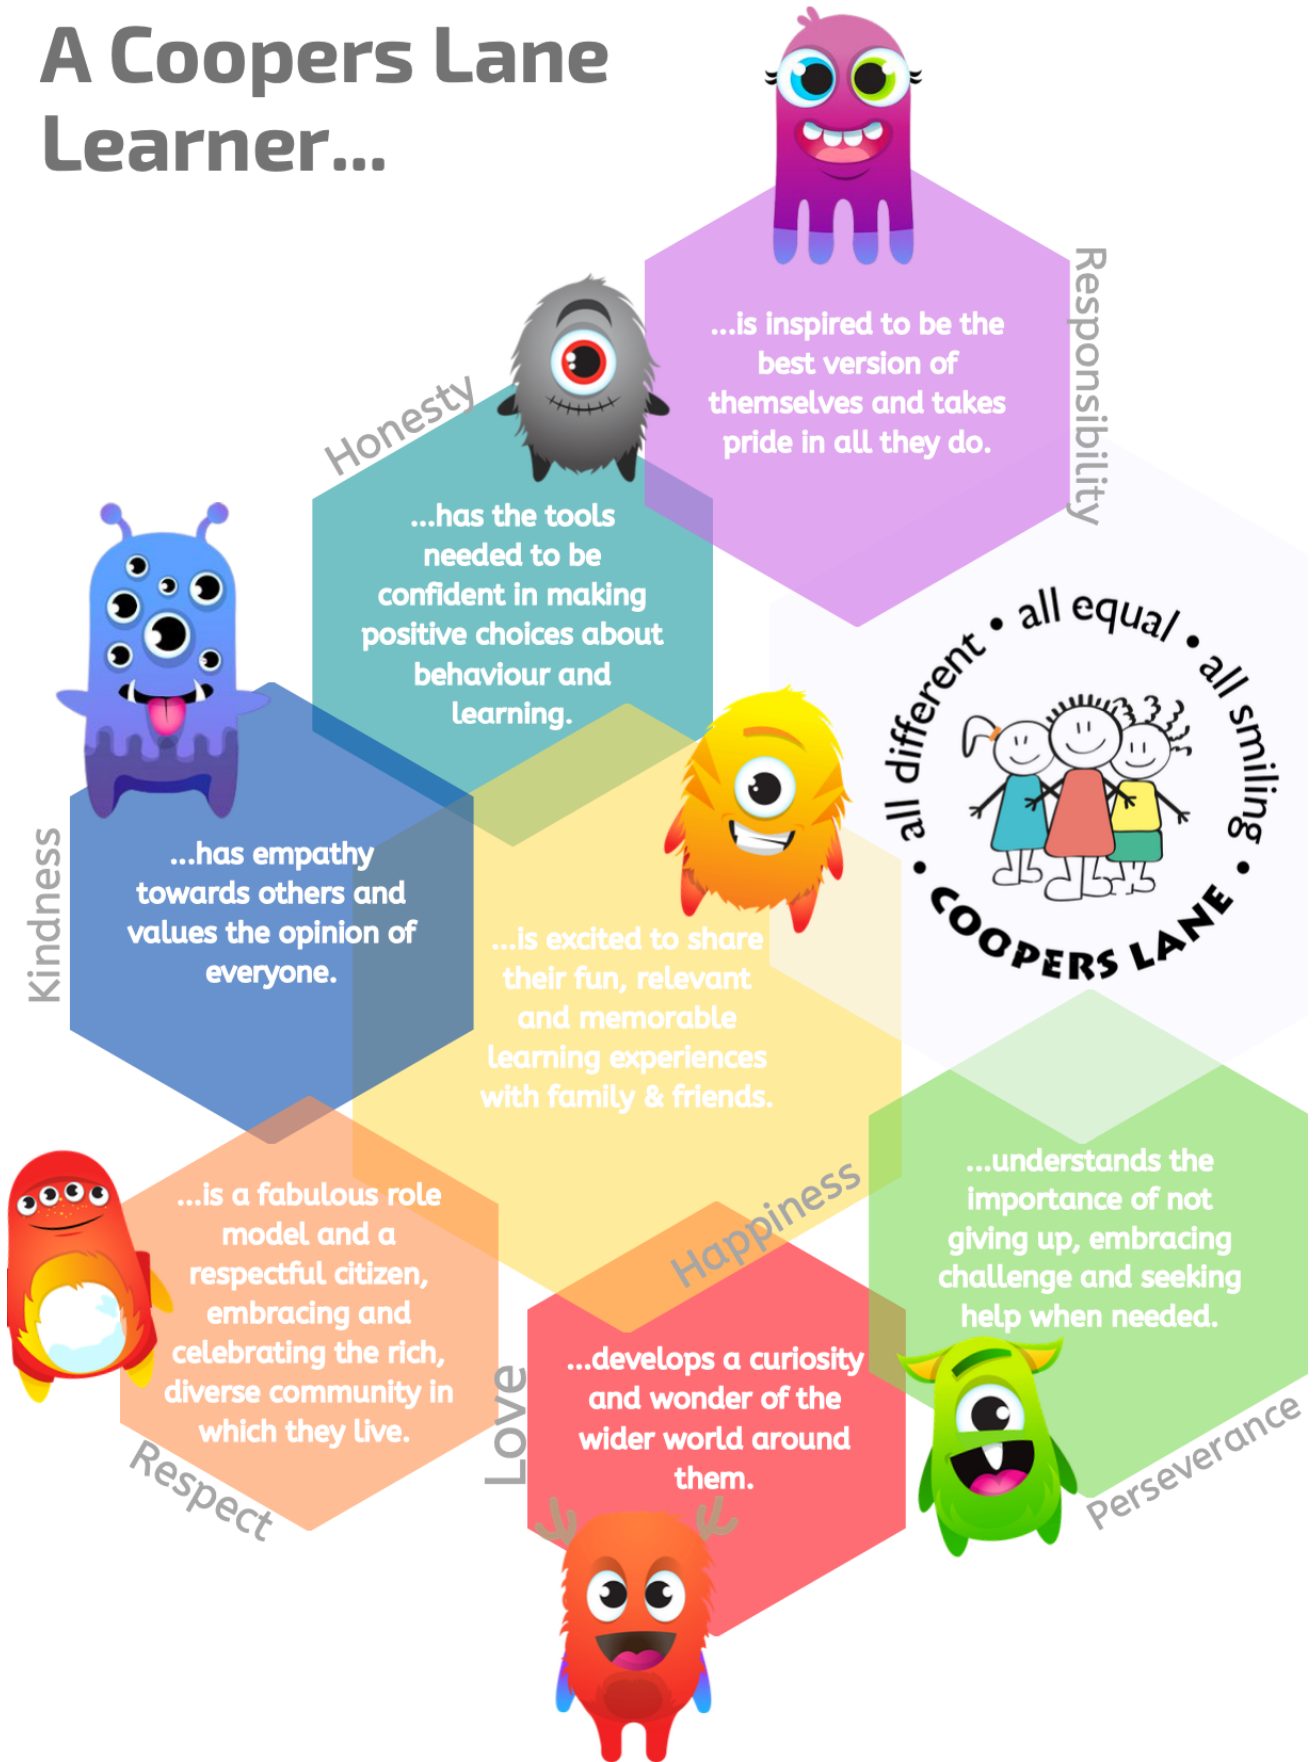 A Coopers Lane
Learner...
Responsibility
...is inspired to be the
best version of
themselves and takes
pride in all they do.
Honesty
...has the tools
needed to be
confident in making
positive choices about
behaviour and
learning.
all different • all equal • all smiling •
COOPERS LANE •
Kindness
...has empathy
towards others and
values the opinion of
everyone.
...is excited to share
their fun, relevant
and memorable
learning experiences
with family & friends.
Happiness
...understands the
importance of not
giving up, embracing
challenge and seeking
help when needed.
Perseverance
...is a fabulous role
model and a
respectful citizen,
embracing and
celebrating the rich,
diverse community in
which they live.
Respect
Love
...develops a curiosity
and wonder of the
wider world around
them.